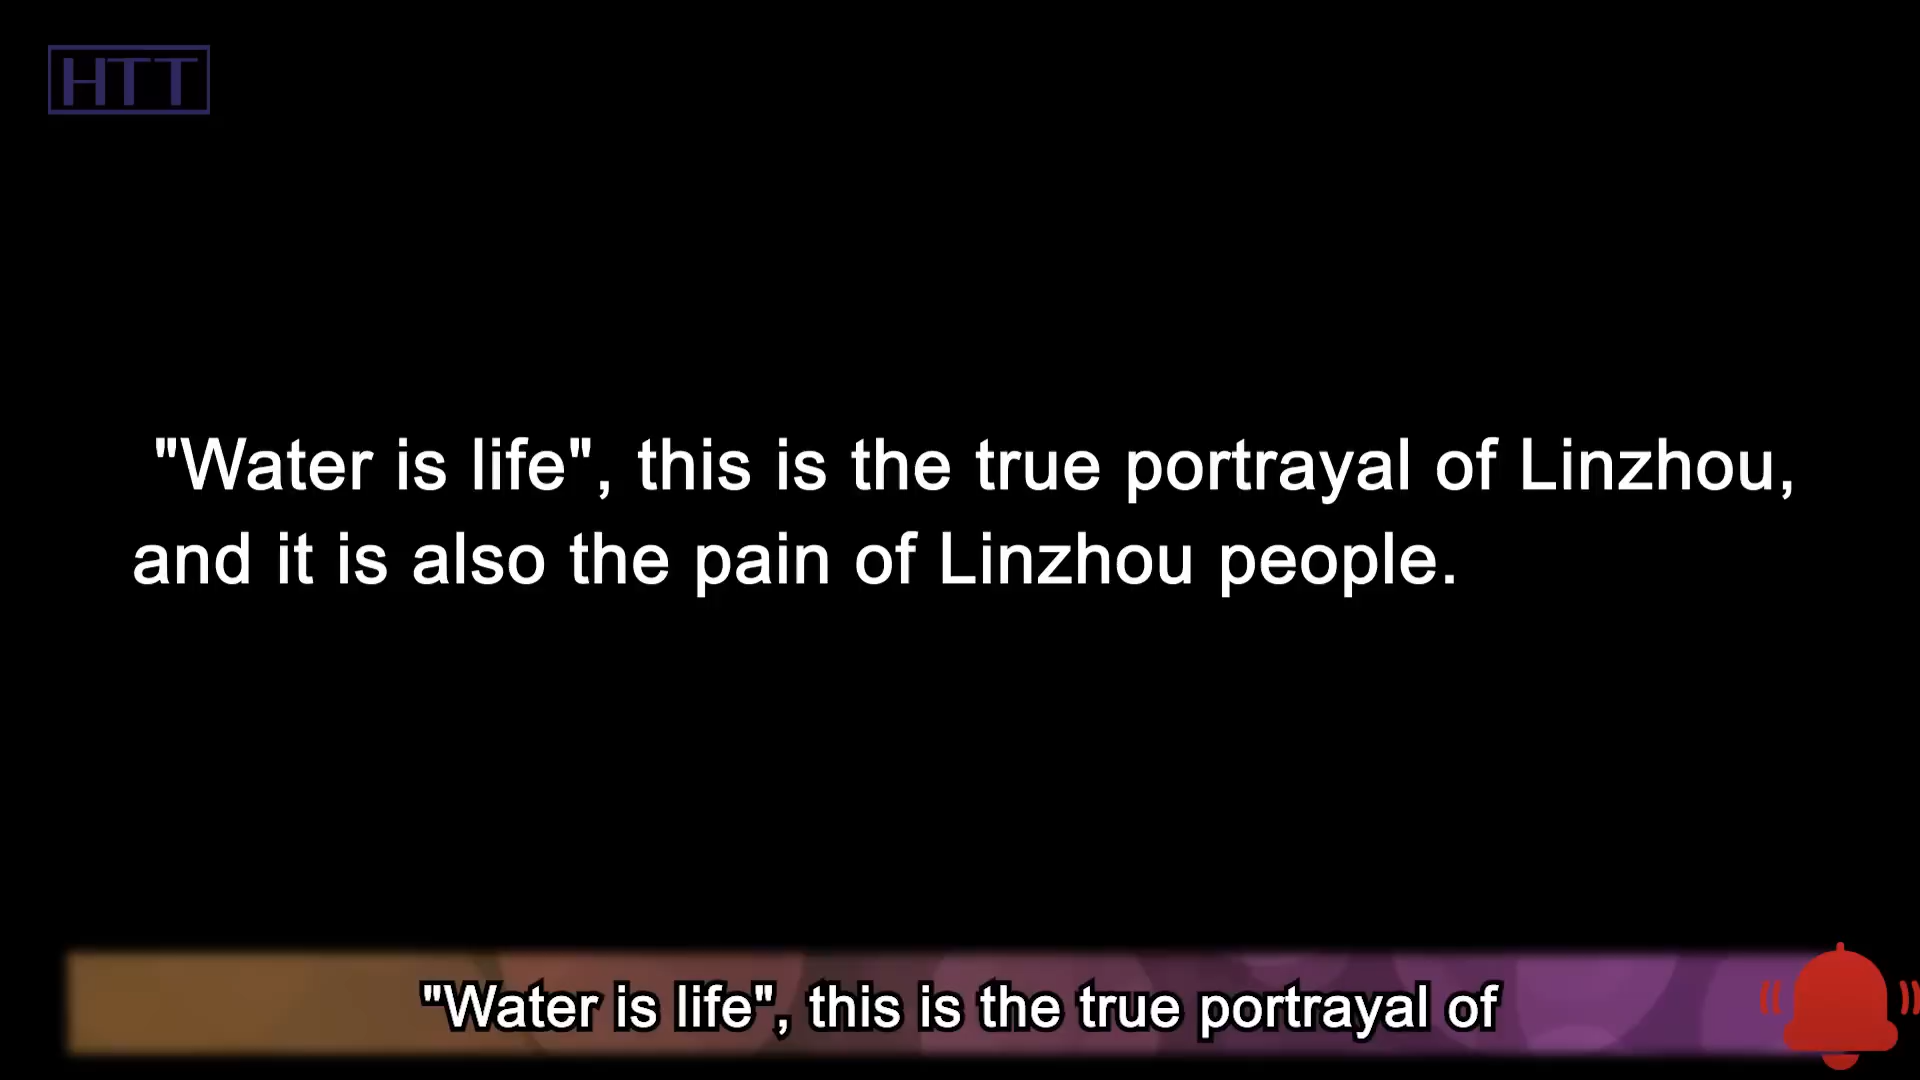 HTT
"Water is life", this is the true portrayal of Linzhou,
and it is also the pain of Linzhou people.
"Water is life", this is the true portrayal of